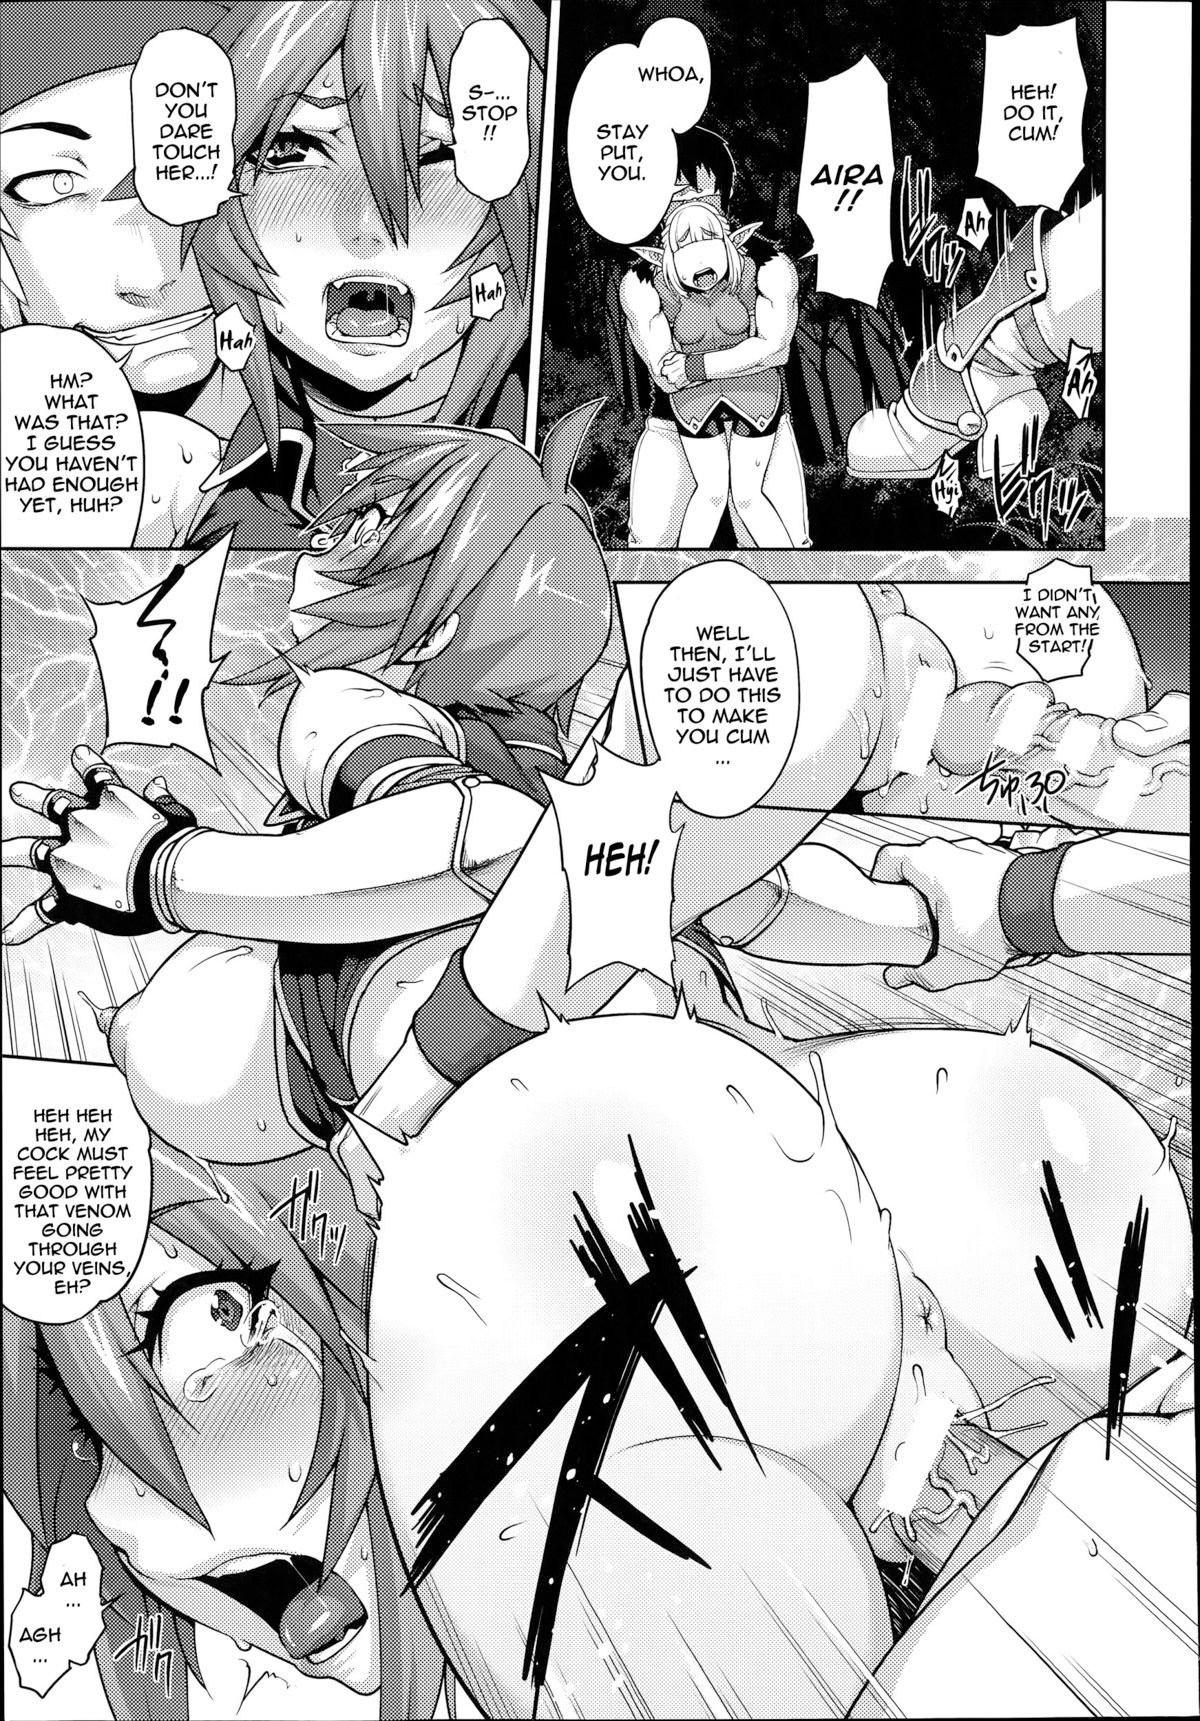 HEH!
DO IT,
CUM!
AIRA
!!
WHOA,
STAY
PUT,
YOU.
Ah
Ah
Hyi
S-...
STOP
!!
DON'T
YOU
DARE
TOUCH
HER...!
Hah
Hah
HM?
WHAT
WAS THAT?
I GUESS
YOU HAVEN'T
HAD ENOUGH
YET, HUH?
I DIDN'T
WANT ANY
FROM THE
START!!
WELL
THEN, I'LL
JUST HAVE
TO DO THIS
TO MAKE
YOU CUM
...
HEH!
!!
HEH HEH
HEH, MY
COCK MUST
FEEL PRETTY
GOOD WITH
THAT VENOM
GOING
THROUGH
YOUR VEINS,
EH?
AH
...
AGH
...